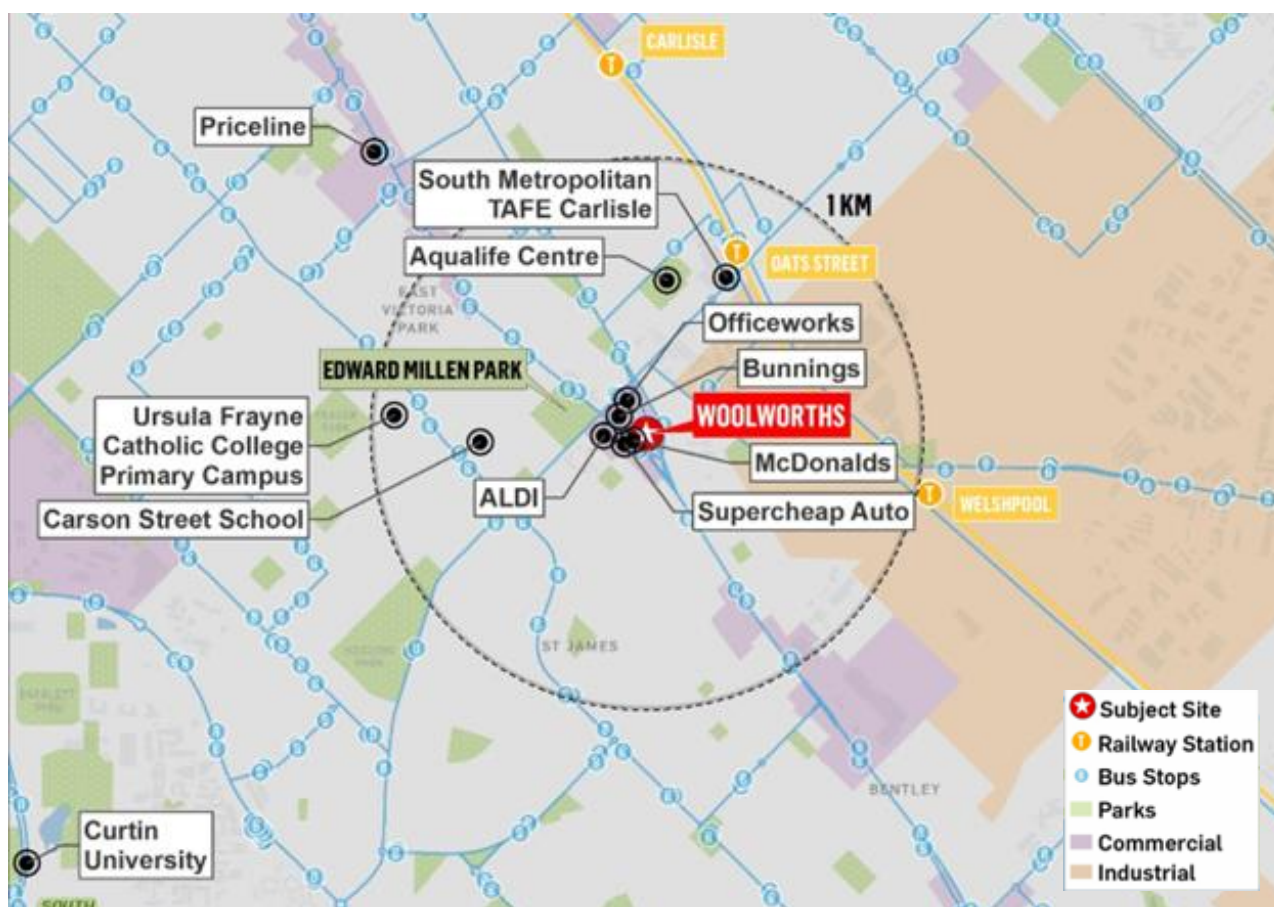 CARLISLE
Priceline
South Metropolitan
TAFE Carlisle
1 KM
Aqualife Centre
OATS STREET
EAST
VICTORIA
PARK
Officeworks
EDWARD MILLEN PARK
Bunnings
WOOLWORTHS
Ursula Frayne
Catholic College
Primary Campus
McDonalds
ALDI
WELSHPOOL
Carson Street School
Supercheap Auto
ST JAMES
BENTLEY
Curtin
University
SOUTH
Subject Site
T Railway Station
Bus Stops
Parks
Commercial
Industrial